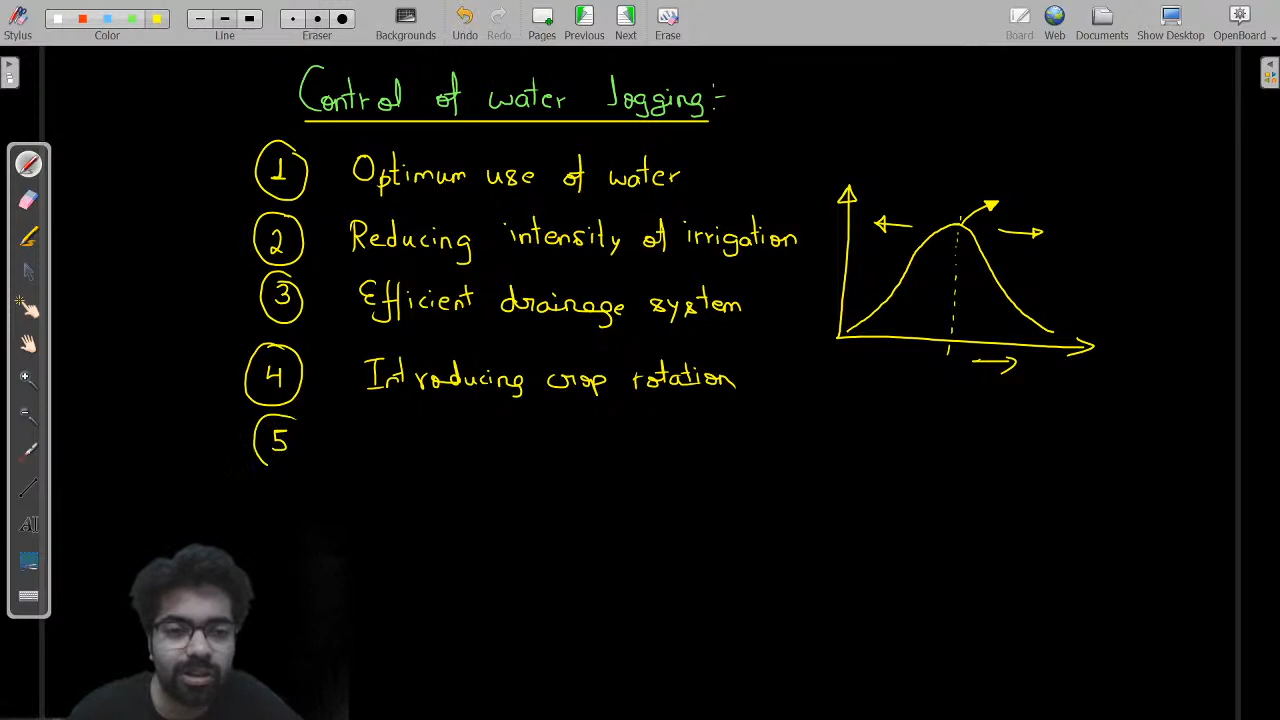 Color Line Eraser Backgrounds Undo Redo Pages Previous Next Erase Board Web Documents Show Desktop OpenBoard
Stylus
Control of water logging :-
1 Optimum use of water
2 Reducing intensity of irrigation
3 Efficient drainage system
4 Introducing crop rotation
5